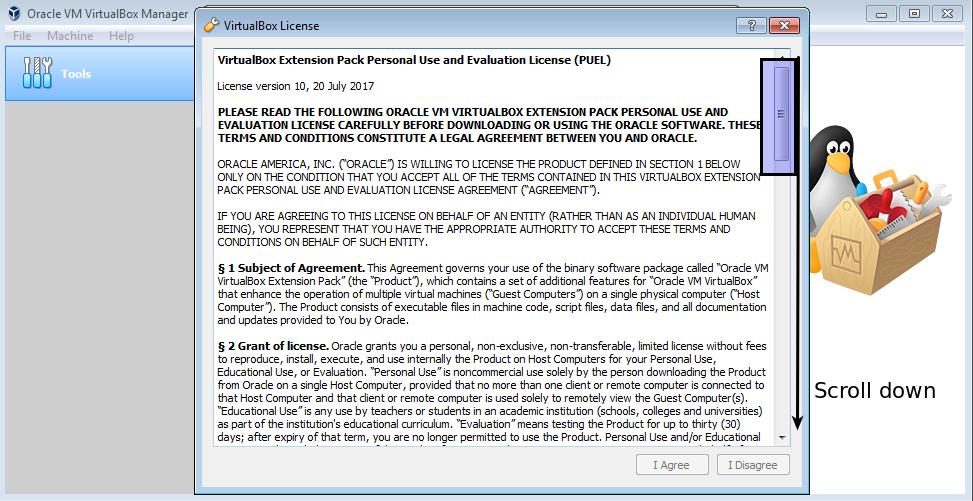 Oracle VM VirtualBox Manager
File Machine Help
Tools
VirtualBox License
VirtualBox Extension Pack Personal Use and Evaluation License (PUEL)
License version 10, 20 July 2017
PLEASE READ THE FOLLOWING ORACLE VM VIRTUALBOX EXTENSION PACK PERSONAL USE AND
EVALUATION LICENSE CAREFULLY BEFORE DOWNLOADING OR USING THE ORACLE SOFTWARE. THESE
TERMS AND CONDITIONS CONSTITUTE A LEGAL AGREEMENT BETWEEN YOU AND ORACLE.
ORACLE AMERICA, INC. (“ORACLE”) IS WILLING TO LICENSE THE PRODUCT DEFINED IN SECTION 1 BELOW
ONLY ON THE CONDITION THAT YOU ACCEPT ALL OF THE TERMS CONTAINED IN THIS VIRTUALBOX EXTENSION
PACK PERSONAL USE AND EVALUATION LICENSE AGREEMENT (“AGREEMENT”).
IF YOU ARE AGREEING TO THIS LICENSE ON BEHALF OF AN ENTITY (RATHER THAN AS AN INDIVIDUAL HUMAN
BEING), YOU REPRESENT THAT YOU HAVE THE APPROPRIATE AUTHORITY TO ACCEPT THESE TERMS AND
CONDITIONS ON BEHALF OF SUCH ENTITY.
§ 1 Subject of Agreement. This Agreement governs your use of the binary software package called “Oracle VM
VirtualBox Extension Pack” (the “Product”), which contains a set of additional features for “Oracle VM VirtualBox”
that enhance the operation of multiple virtual machines (“Guest Computers”) on a single physical computer (“Host
Computer”). The Product consists of executable files in machine code, script files, data files, and all documentation
and updates provided to You by Oracle.
§ 2 Grant of license. Oracle grants you a personal, non-exclusive, non-transferable, limited license without fees
to reproduce, install, execute, and use internally the Product on Host Computers for your Personal Use,
Educational Use, or Evaluation. “Personal Use” is noncommercial use solely by the person downloading the Product
from Oracle on a single Host Computer, provided that no more than one client or remote computer is connected to
that Host Computer and that client or remote computer is used solely to remotely view the Guest Computer(s).
“Educational Use” is any use by teachers or students in an academic institution (schools, colleges and universities)
as part of the institution's educational curriculum. “Evaluation” means testing the Product for up to thirty (30)
days; after expiry of that term, you are no longer permitted to use the Product. Personal Use and/or Educational
Scroll down
I Agree I Disagree